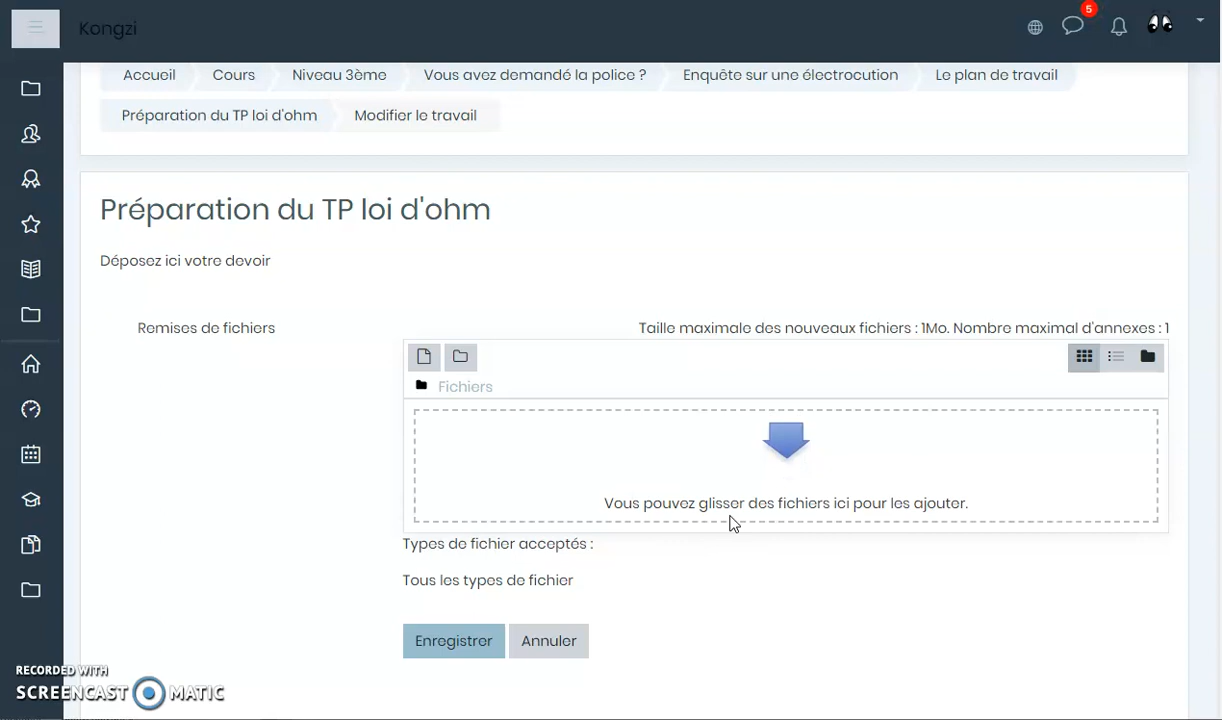 Kongzi
5
Accueil Cours Niveau 3ème Vous avez demandé la police ? Enquête sur une électrocution Le plan de travail
Préparation du TP loi d'ohm Modifier le travail
Préparation du TP loi d'ohm
Déposez ici votre devoir
Remises de fichiers
Taille maximale des nouveaux fichiers : 1Mo. Nombre maximal d'annexes : 1
Fichiers
Vous pouvez glisser des fichiers ici pour les ajouter.
Types de fichier acceptés :
Tous les types de fichier
Enregistrer Annuler
RECORDED WITH
SCREENCAST MATIC